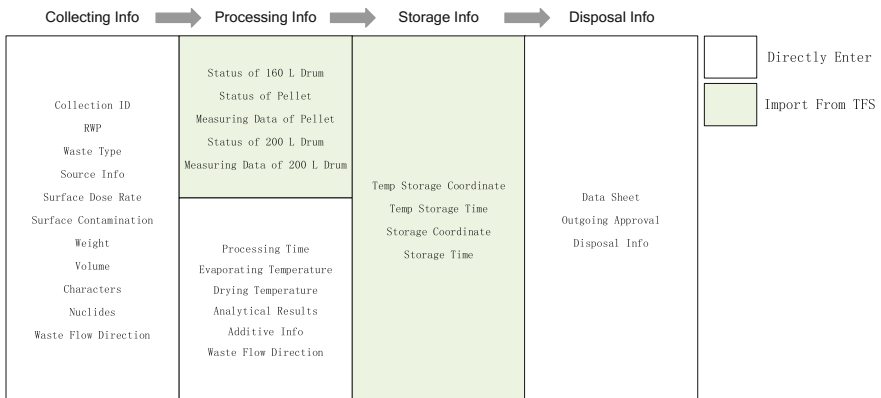 Collecting Info
Processing Info
Storage Info
Disposal Info
Collection ID
RWP
Waste Type
Source Info
Surface Dose Rate
Surface Contamination
Weight
Volume
Characters
Nuclides
Waste Flow Direction
Status of 160 L Drum
Status of Pellet
Measuring Data of Pellet
Status of 200 L Drum
Measuring Data of 200 L Drum
Processing Time
Evaporating Temperature
Drying Temperature
Analytical Results
Additive Info
Waste Flow Direction
Temp Storage Coordinate
Temp Storage Time
Storage Coordinate
Storage Time
Data Sheet
Outgoing Approval
Disposal Info
Directly Enter
Import From TFS